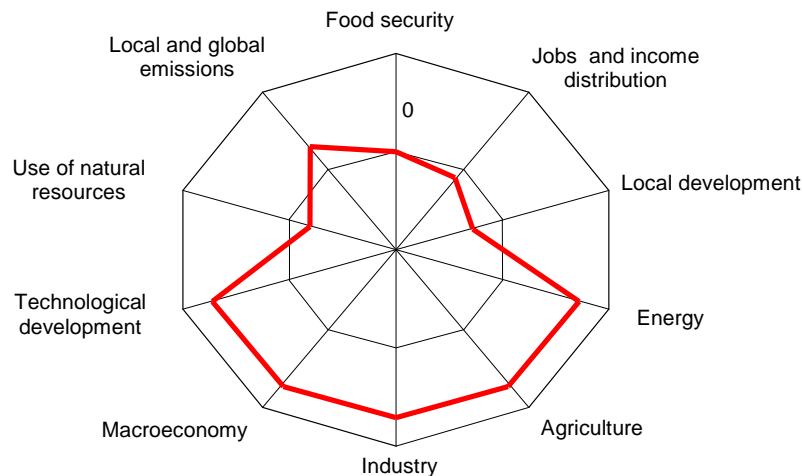 Food security
Local and global
emissions
Jobs and income
distribution
0
Use of natural
resources
Local development
Technological
development
Energy
Macroeconomy
Agriculture
Industry